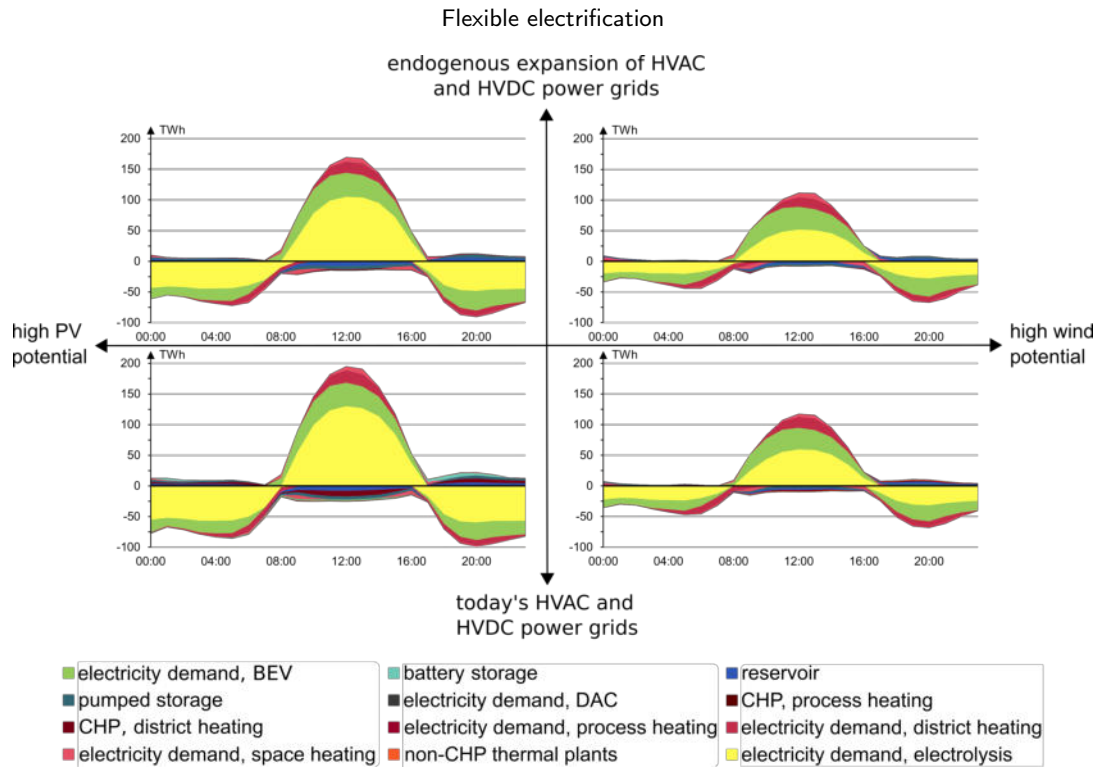 Flexible electrification
endogenous expansion of HVAC
and HVDC power grids
TWh
200
150
100
50
0
-50
-100
00:00 04:00 08:00 12:00 16:00 20:00
TWh
200
150
100
50
0
-50
-100
00:00 04:00 08:00 12:00 16:00 20:00
high PV
potential
high wind
potential
TWh
200
150
100
50
0
-50
-100
00:00 04:00 08:00 12:00 16:00 20:00
TWh
200
150
100
50
0
-50
-100
00:00 04:00 08:00 12:00 16:00 20:00
today's HVAC and
HVDC power grids
electricity demand, BEV battery storage reservoir
pumped storage electricity demand, DAC CHP, process heating
CHP, district heating electricity demand, process heating electricity demand, district heating
electricity demand, space heating non-CHP thermal plants electricity demand, electrolysis